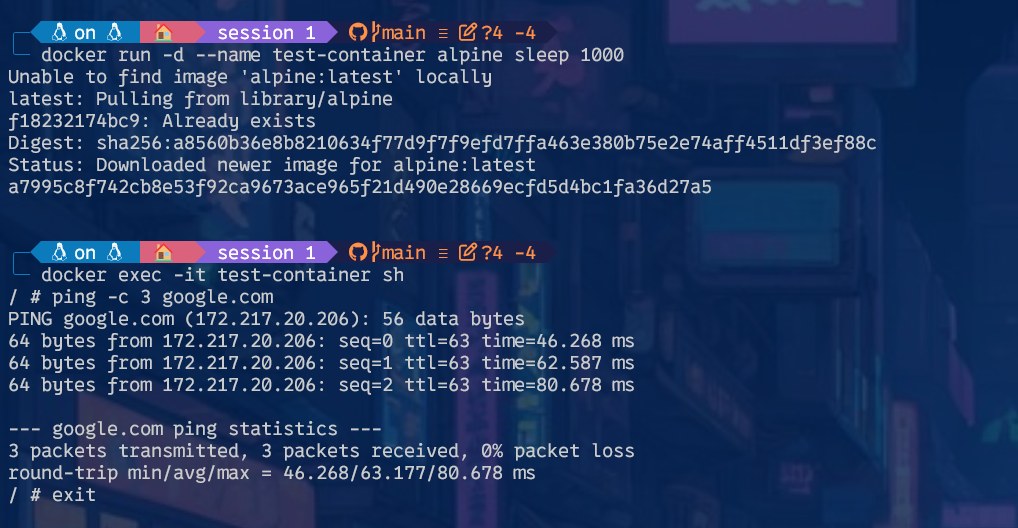 on session 1 main ≡ ?4 -4
docker run -d --name test-container alpine sleep 1000
Unable to find image 'alpine:latest' locally
latest: Pulling from library/alpine
f18232174bc9: Already exists
Digest: sha256:a8560b36e8b8210634f77d9f7f9efd7ffa463e380b75e2e74aff4511df3ef88c
Status: Downloaded newer image for alpine:latest
a7995c8f742cb8e53f92ca9673ace965f21d490e28669ecfd5d4bc1fa36d27a5
on session 1 main ≡ ?4 -4
docker exec -it test-container sh
/ # ping -c 3 google.com
PING google.com (172.217.20.206): 56 data bytes
64 bytes from 172.217.20.206: seq=0 ttl=63 time=46.268 ms
64 bytes from 172.217.20.206: seq=1 ttl=63 time=62.587 ms
64 bytes from 172.217.20.206: seq=2 ttl=63 time=80.678 ms
--- google.com ping statistics ---
3 packets transmitted, 3 packets received, 0% packet loss
round-trip min/avg/max = 46.268/63.177/80.678 ms
/ # exit